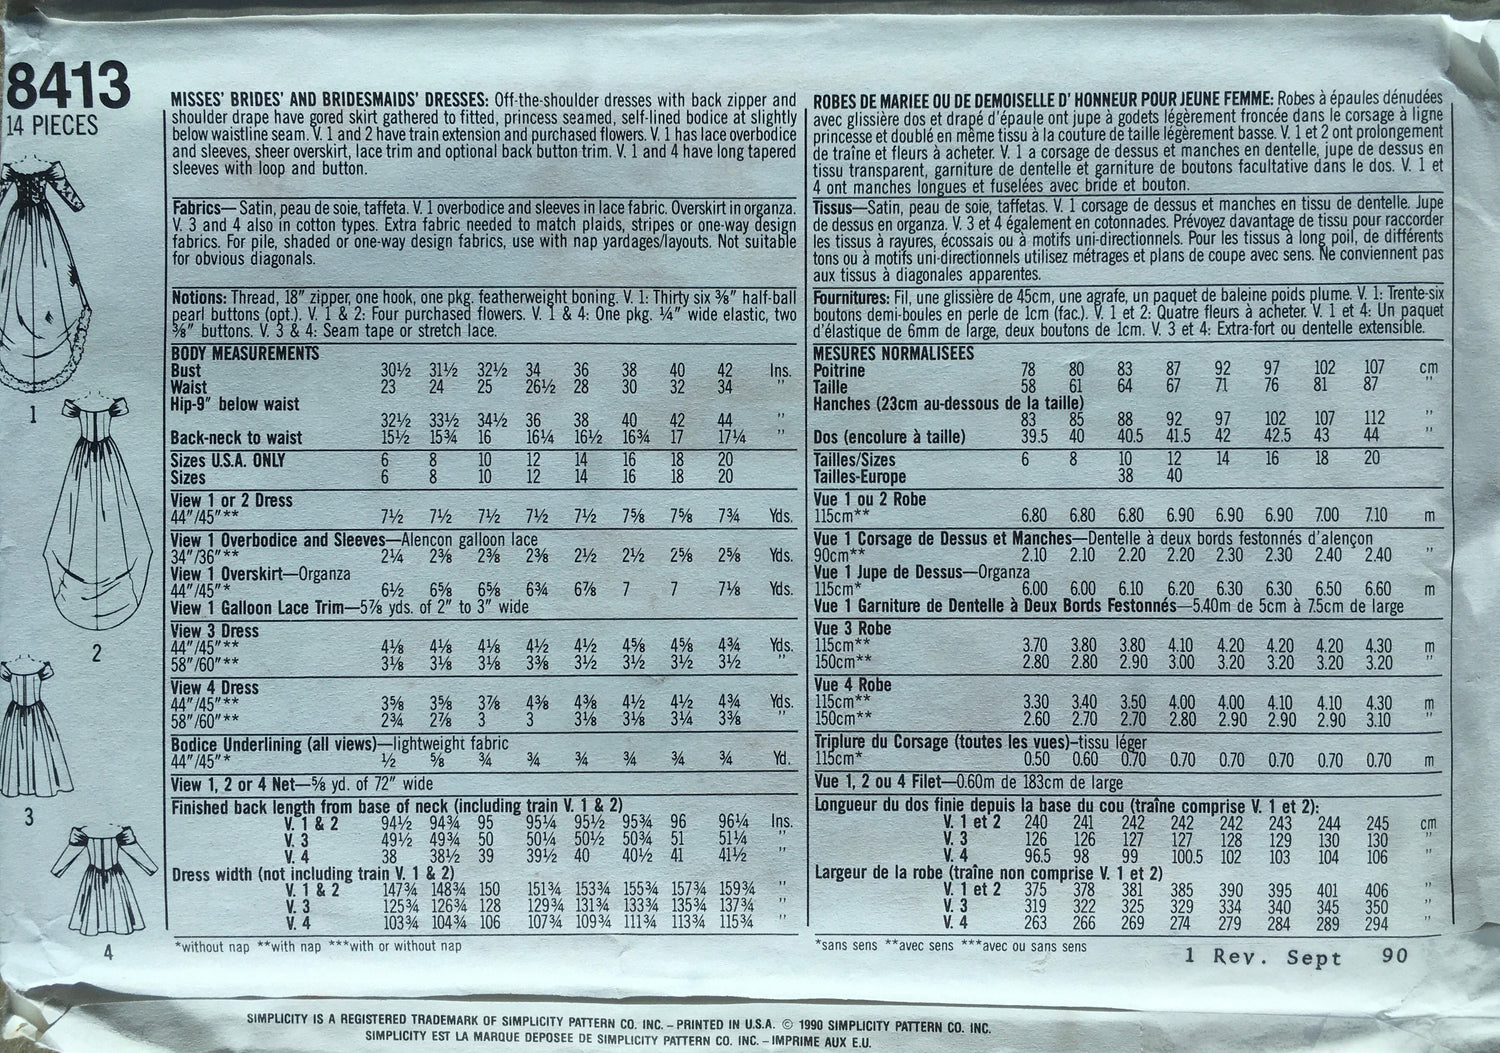 8413
14 PIECES
1
2
3
4
MISSES' BRIDES' AND BRIDESMAIDS' DRESSES: Off-the-shoulder dresses with back zipper and
shoulder drape have gored skirt gathered to fitted, princess seamed, self-lined bodice at slightly
below waistline seam. V. 1 and 2 have train extension and purchased flowers. V. 1 has lace overbodice
and sleeves, sheer overskirt, lace trim and optional back button trim. V. 1 and 4 have long tapered
sleeves with loop and button.
Fabrics— Satin, peau de soie, taffeta. V. 1 overbodice and sleeves in lace fabric. Overskirt in organza.
V. 3 and 4 also in cotton types. Extra fabric needed to match plaids, stripes or one-way design
fabrics. For pile, shaded or one-way design fabrics, use with nap yardages/layouts. Not suitable
for obvious diagonals.
Notions: Thread, 18" zipper, one hook, one pkg. featherweight boning. V. 1: Thirty six ⅜" half-ball
pearl buttons (opt.). V. 1 & 2: Four purchased flowers. V. 1 & 4: One pkg. ¼" wide elastic, two
⅜" buttons. V. 3 & 4: Seam tape or stretch lace.
BODY MEASUREMENTS
Bust 30½ 31½ 32½ 34 36 38 40 42 Ins.
Waist 23 24 25 26½ 28 30 32 34 "
Hip-9" below waist
32½ 33½ 34½ 36 38 40 42 44 "
Back-neck to waist 15½ 15¾ 16 16¼ 16½ 16¾ 17 17¼ "
Sizes U.S.A. ONLY 6 8 10 12 14 16 18 20
Sizes 6 8 10 12 14 16 18 20
View 1 or 2 Dress
44"/45"** 7½ 7½ 7½ 7½ 7½ 7⅝ 7⅝ 7¾ Yds.
View 1 Overbodice and Sleeves—Alencon galloon lace
34"/36"** 2¼ 2⅜ 2⅜ 2⅜ 2½ 2½ 2⅝ 2⅝ Yds.
View 1 Overskirt—Organza
44"/45"* 6½ 6⅝ 6⅝ 6¾ 6⅞ 7 7 7⅛ Yds.
View 1 Galloon Lace Trim—5⅞ yds. of 2" to 3" wide
View 3 Dress
44"/45"** 4⅛ 4⅛ 4⅛ 4½ 4½ 4⅝ 4⅝ 4¾ Yds.
58"/60"** 3⅛ 3⅛ 3⅛ 3⅜ 3½ 3½ 3½ 3½ "
View 4 Dress
44"/45"** 3⅝ 3⅝ 3⅞ 4⅜ 4⅜ 4½ 4½ 4¾ Yds.
58"/60"** 2¾ 2⅞ 3 3 3⅛ 3⅛ 3¼ 3⅜ "
Bodice Underlining (all views)—lightweight fabric
44"/45"* ½ ⅝ ¾ ¾ ¾ ¾ ¾ ¾ Yd.
View 1, 2 or 4 Net—⅝ yd. of 72" wide
Finished back length from base of neck (including train V. 1 & 2)
V. 1 & 2 94½ 94¾ 95 95¼ 95½ 95¾ 96 96¼ Ins.
V. 3 49½ 49¾ 50 50¼ 50½ 50¾ 51 51¼ "
V. 4 38 38½ 39 39½ 40 40½ 41 41½ "
Dress width (not including train V. 1 & 2)
V. 1 & 2 147¾ 148¾ 150 151¾ 153¾ 155¾ 157¾ 159¾ "
V. 3 125¾ 126¾ 128 129¾ 131¾ 133¾ 135¾ 137¾ "
V. 4 103¾ 104¾ 106 107¾ 109¾ 111¾ 113¾ 115¾ "
*without nap **with nap ***with or without nap
ROBES DE MARIEE OU DE DEMOISELLE D' HONNEUR POUR JEUNE FEMME: Robes à épaules dénudées
avec glissière dos et drapé d'épaule ont jupe à godets légèrement froncée dans le corsage à ligne
princesse et doublé en même tissu à la couture de taille légèrement basse. V. 1 et 2 ont prolongement
de traîne et fleurs à acheter. V. 1 a corsage de dessus et manches en dentelle, jupe de dessus en
tissu transparent, garniture de dentelle et garniture de boutons facultative dans le dos. V. 1 et
4 ont manches longues et fuselées avec bride et bouton.
Tissus—Satin, peau de soie, taffetas. V. 1 corsage de dessus et manches en tissu de dentelle. Jupe
de dessus en organza. V. 3 et 4 également en cotonnades. Prévoyez davantage de tissu pour raccorder
les tissus à rayures, écossais ou à motifs uni-directionnels. Pour les tissus à long poil, de différents
tons ou à motifs uni-directionnels utilisez métrages et plans de coupe avec sens. Ne conviennent pas
aux tissus à diagonales apparentes.
Fournitures: Fil, une glissière de 45cm, une agrafe, un paquet de baleine poids plume. V. 1: Trente-six
boutons demi-boules en perle de 1cm (fac.). V. 1 et 2: Quatre fleurs à acheter. V. 1 et 4: Un paquet
d'élastique de 6mm de large, deux boutons de 1cm. V. 3 et 4: Extra-fort ou dentelle extensible.
MESURES NORMALISEES
Poitrine 78 80 83 87 92 97 102 107 cm
Taille 58 61 64 67 71 76 81 87 "
Hanches (23cm au-dessous de la taille)
83 85 88 92 97 102 107 112 "
Dos (encolure à taille) 39.5 40 40.5 41.5 42 42.5 43 44 "
Tailles/Sizes 6 8 10 12 14 16 18 20
Tailles-Europe 38 40
Vue 1 ou 2 Robe
115cm** 6.80 6.80 6.80 6.90 6.90 6.90 7.00 7.10 m
Vue 1 Corsage de Dessus et Manches—Dentelle à deux bords festonnés d'alençon
90cm** 2.10 2.10 2.20 2.20 2.30 2.30 2.40 2.40 "
Vue 1 Jupe de Dessus—Organza
115cm* 6.00 6.00 6.10 6.20 6.30 6.30 6.50 6.60 m
Vue 1 Garniture de Dentelle à Deux Bords Festonnés—5.40m de 5cm à 7.5cm de large
Vue 3 Robe
115cm** 3.70 3.80 3.80 4.10 4.20 4.20 4.20 4.30 m
150cm** 2.80 2.80 2.90 3.00 3.20 3.20 3.20 3.20 "
Vue 4 Robe
115cm** 3.30 3.40 3.50 4.00 4.00 4.10 4.10 4.30 m
150cm** 2.60 2.70 2.70 2.80 2.90 2.90 2.90 3.10 "
Triplure du Corsage (toutes les vues)–tissu léger
115cm* 0.50 0.60 0.70 0.70 0.70 0.70 0.70 0.70 m
Vue 1, 2 ou 4 Filet—0.60m de 183cm de large
Longueur du dos finie depuis la base du cou (traîne comprise V. 1 et 2):
V. 1 et 2 240 241 242 242 242 243 244 245 cm
V. 3 126 126 127 127 128 129 130 130 "
V. 4 96.5 98 99 100.5 102 103 104 106 "
Largeur de la robe (traîne non comprise V. 1 et 2)
V. 1 et 2 375 378 381 385 390 395 401 406 "
V. 3 319 322 325 329 334 340 345 350 "
V. 4 263 266 269 274 279 284 289 294 "
*sans sens **avec sens ***avec ou sans sens
1 Rev. Sept 90
SIMPLICITY IS A REGISTERED TRADEMARK OF SIMPLICITY PATTERN CO. INC. – PRINTED IN U.S.A. © 1990 SIMPLICITY PATTERN CO. INC.
SIMPLICITY EST LA MARQUE DEPOSEE DE SIMPLICITY PATTERN CO. INC. – IMPRIME AUX E.U.